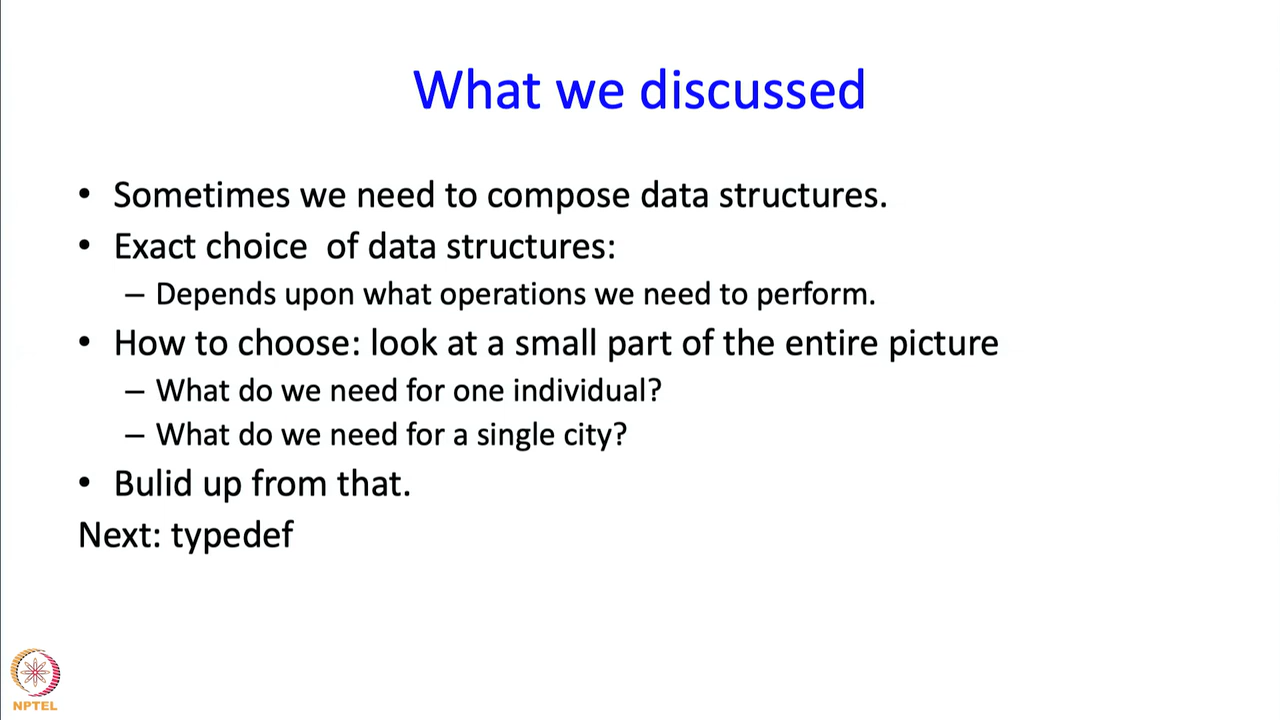 What we discussed
• Sometimes we need to compose data structures.
• Exact choice of data structures:
– Depends upon what operations we need to perform.
• How to choose: look at a small part of the entire picture
– What do we need for one individual?
– What do we need for a single city?
• Bulid up from that.
Next: typedef
NPTEL